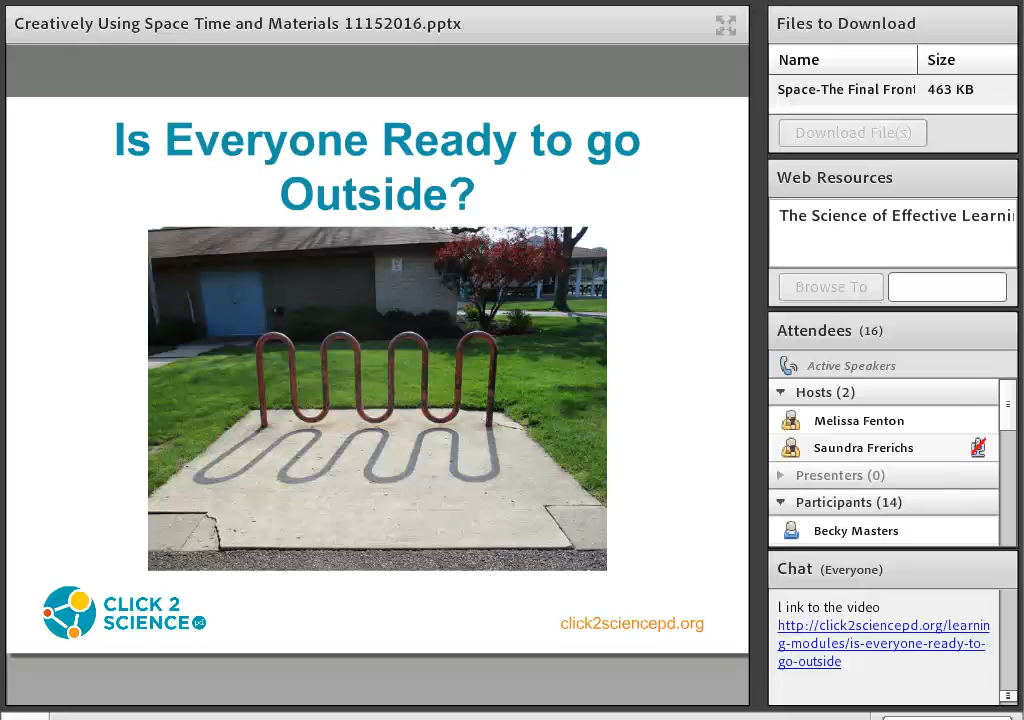 Creatively Using Space Time and Materials 11152016.pptx
Is Everyone Ready to go
Outside?
CLICK 2
SCIENCE
click2sciencepd.org
Files to Download
Name Size
Space-The Final Front 463 KB
Download File(s)
Web Resources
The Science of Effective Learni
Browse To
Attendees (16)
Active Speakers
Hosts (2)
Melissa Fenton
Saundra Frerichs
Presenters (0)
Participants (14)
Becky Masters
Chat (Everyone)
l ink to the video
http://click2sciencepd.org/learnin
g-modules/is-everyone-ready-to-
go-outside